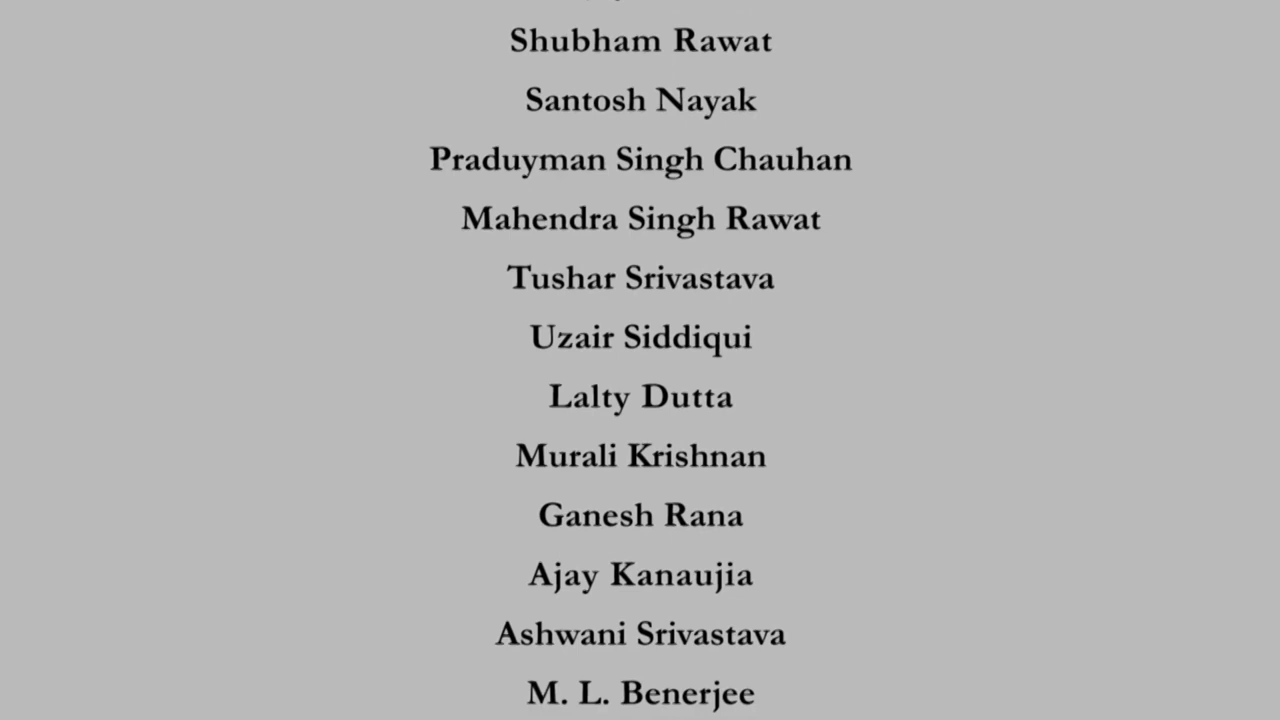 Shubham Rawat
Santosh Nayak
Praduyman Singh Chauhan
Mahendra Singh Rawat
Tushar Srivastava
Uzair Siddiqui
Lalty Dutta
Murali Krishnan
Ganesh Rana
Ajay Kanaujia
Ashwani Srivastava
M. L. Benerjee